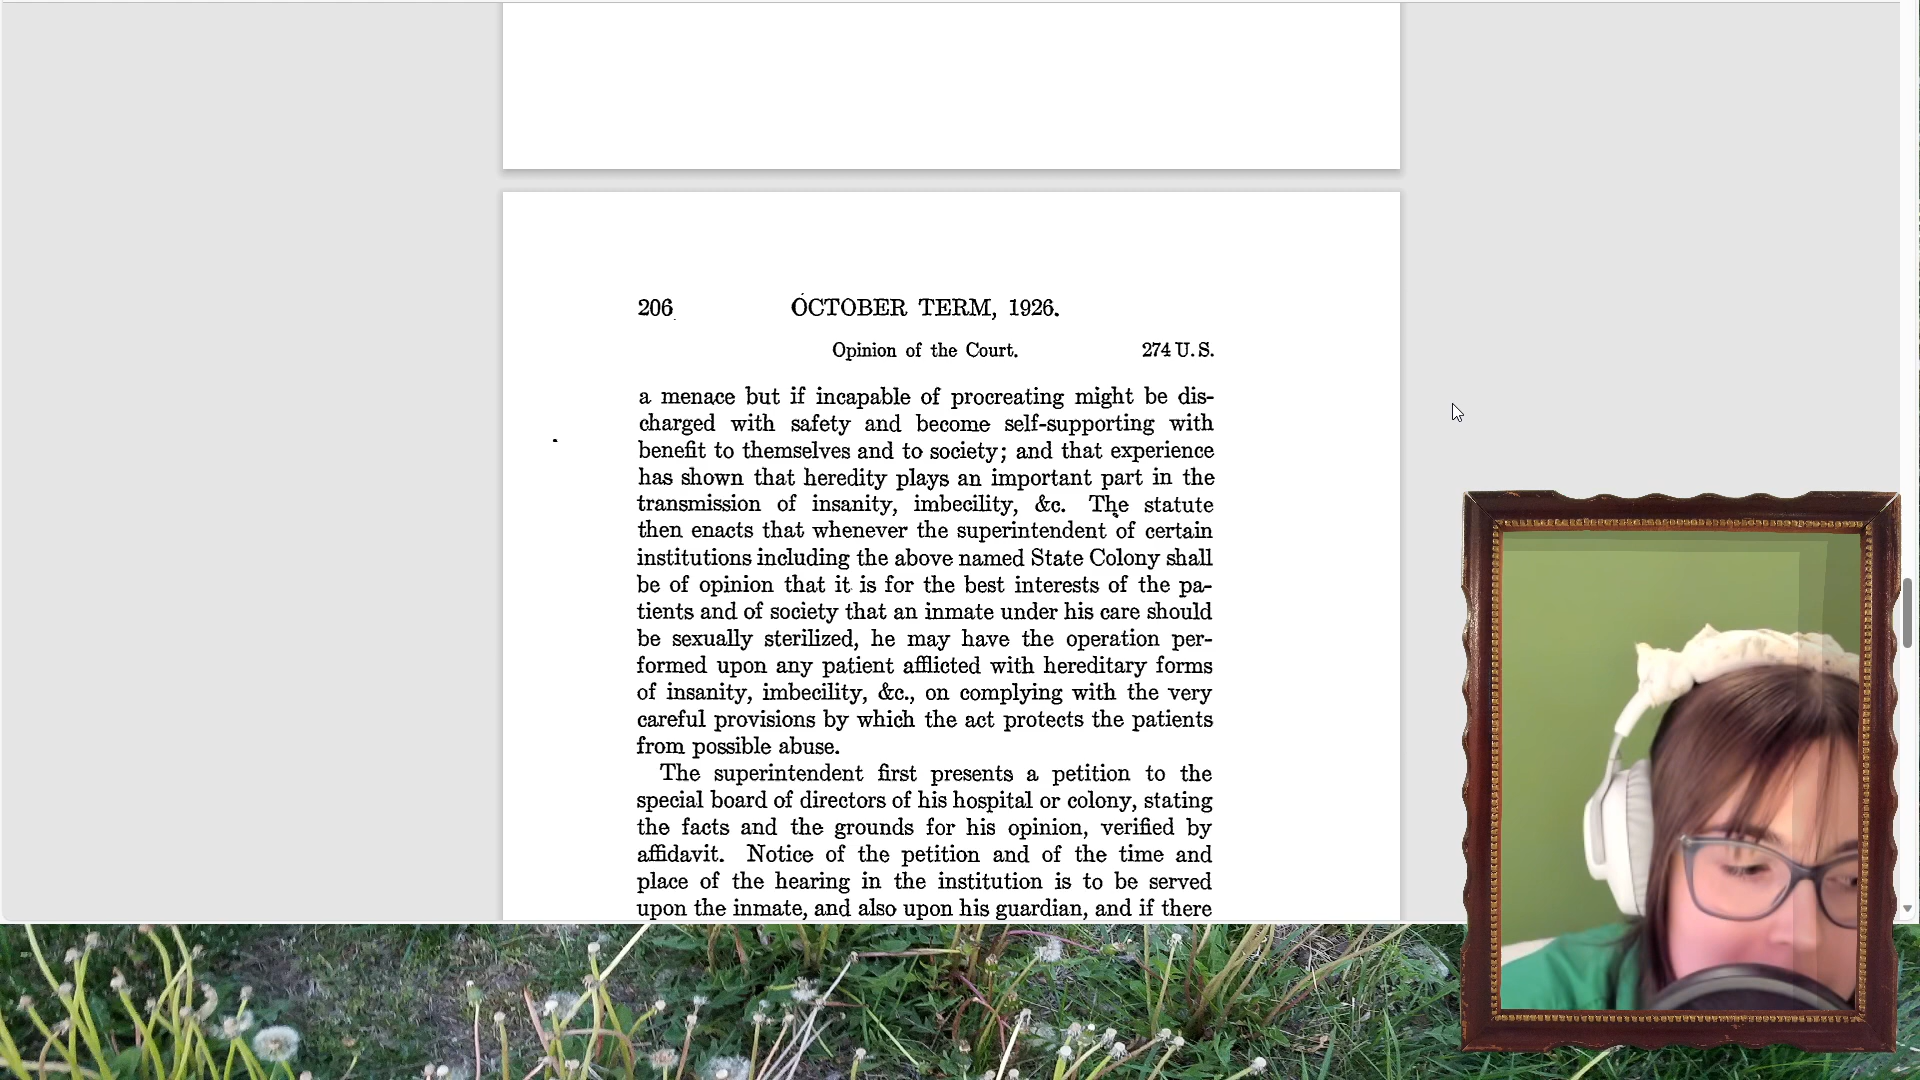 206
OCTOBER TERM, 1926.
Opinion of the Court.
274 U.S.
a menace but if incapable of procreating might be dis-
charged with safety and become self-supporting with
benefit to themselves and to society; and that experience
has shown that heredity plays an important part in the
transmission of insanity, imbecility, &c. The statute
then enacts that whenever the superintendent of certain
institutions including the above named State Colony shall
be of opinion that it is for the best interests of the pa-
tients and of society that an inmate under his care should
be sexually sterilized, he may have the operation per-
formed upon any patient afflicted with hereditary forms
of insanity, imbecility, &c., on complying with the very
careful provisions by which the act protects the patients
from possible abuse.
The superintendent first presents a petition to the
special board of directors of his hospital or colony, stating
the facts and the grounds for his opinion, verified by
affidavit. Notice of the petition and of the time and
place of the hearing in the institution is to be served
upon the inmate, and also upon his guardian, and if there